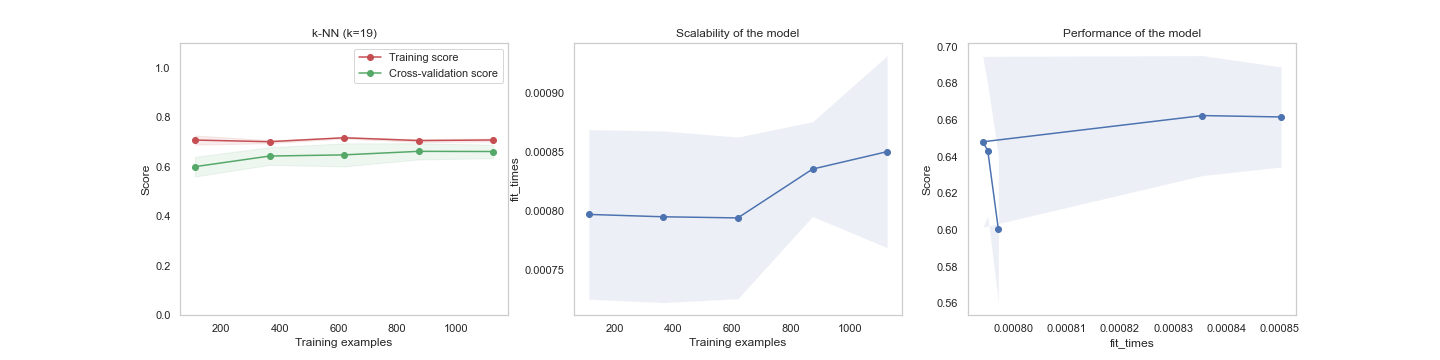 k-NN (k=19)
Training score
Cross-validation score
1.0
0.8
0.6
0.4
0.2
0.0
Score
200 400 600 800 1000
Training examples
Scalability of the model
0.00090
0.00085
0.00080
0.00075
fit_times
200 400 600 800 1000
Training examples
Performance of the model
0.70
0.68
0.66
0.64
0.62
0.60
0.58
0.56
Score
0.00080 0.00081 0.00082 0.00083 0.00084 0.00085
fit_times